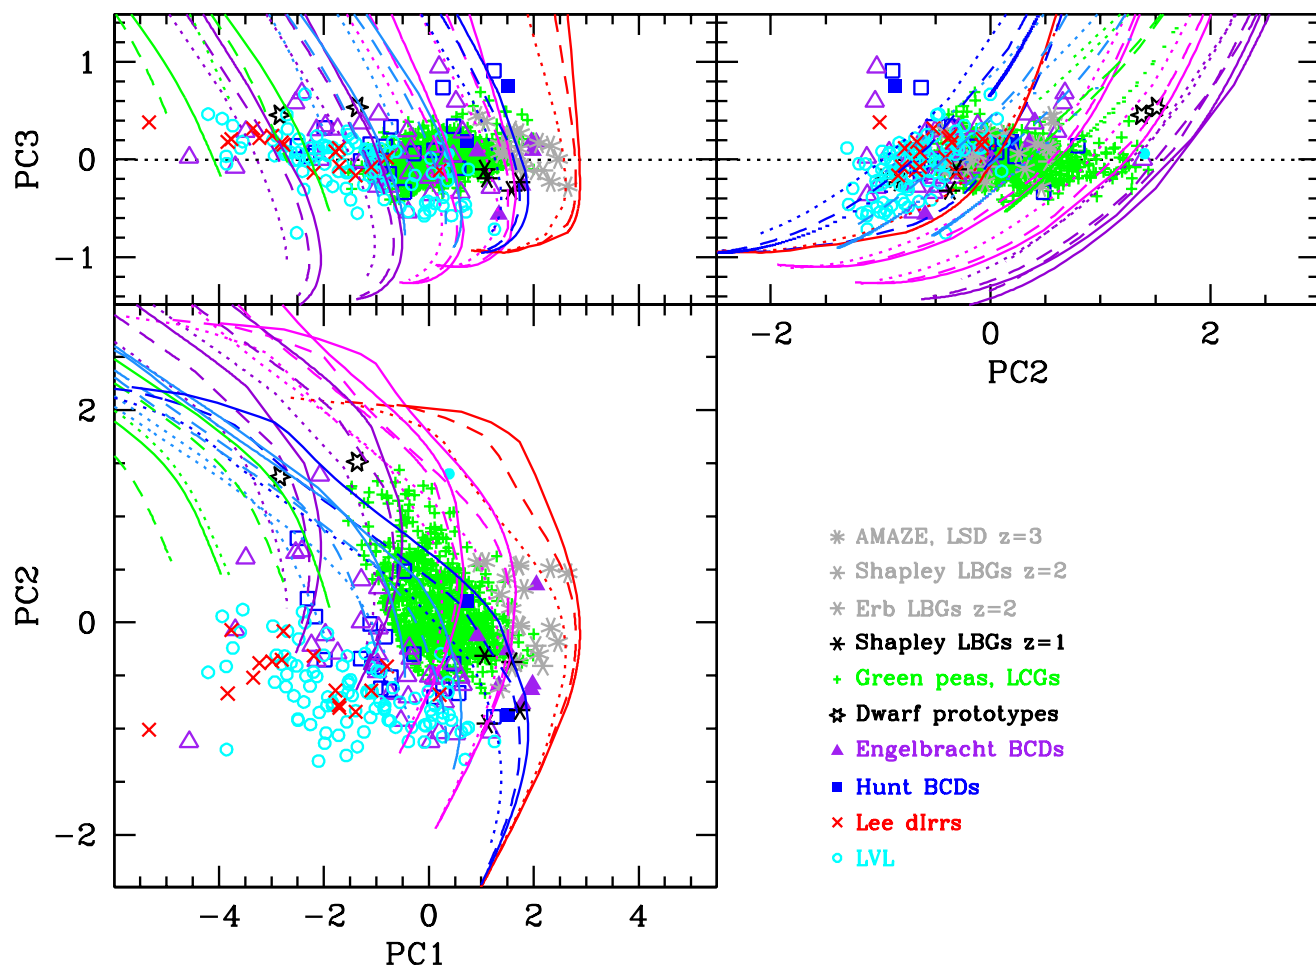 1
0
−1
PC3
−2
0
2
PC2
2
0
−2
PC2
−4
−2
0
2
4
PC1
AMAZE, LSD z=3
Shapley LBGs z=2
Erb LBGs z=2
Shapley LBGs z=1
Green peas, LCGs
Dwarf prototypes
Engelbracht BCDs
Hunt BCDs
Lee dIrrs
LVL